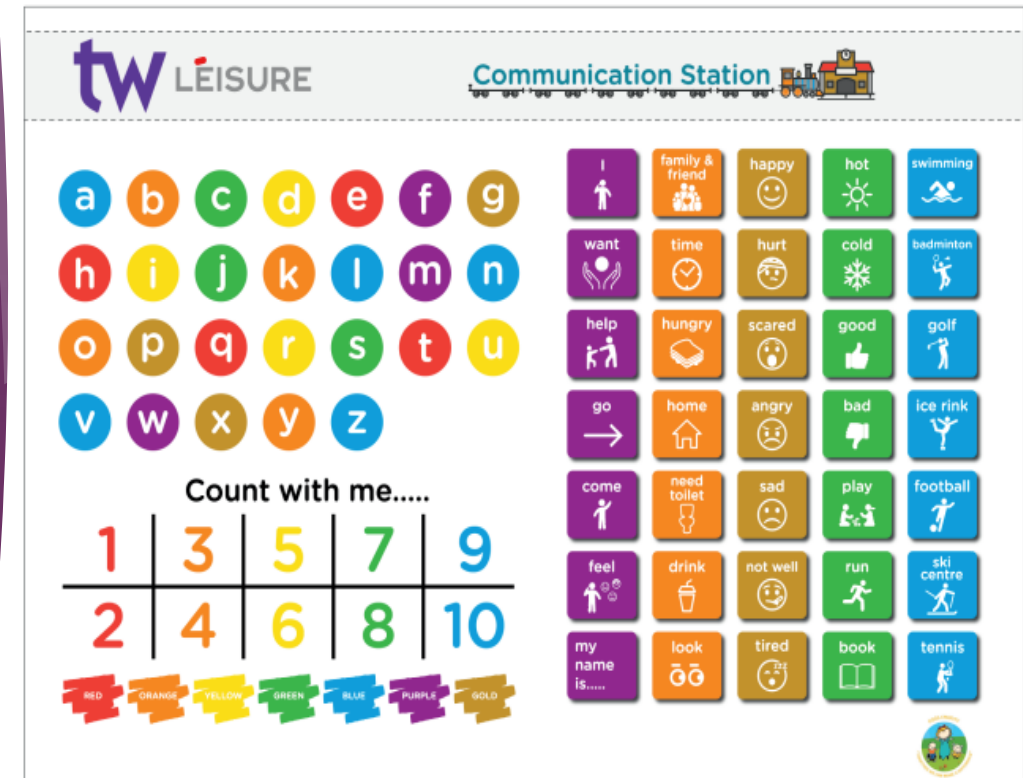 tw LEISURE
Communication Station
a b c d e f g
h i j k l m n
o p q r s t u
v w x y z
Count with me.....
1 3 5 7 9
2 4 6 8 10
RED ORANGE YELLOW GREEN BLUE PURPLE GOLD
I
family &
friend
happy
hot
swimming
want
time
hurt
cold
badminton
help
hungry
scared
good
golf
go
home
angry
bad
ice rink
come
need
toilet
sad
play
football
feel
drink
not well
run
ski
centre
my
name
is.....
look
tired
zzz
book
tennis